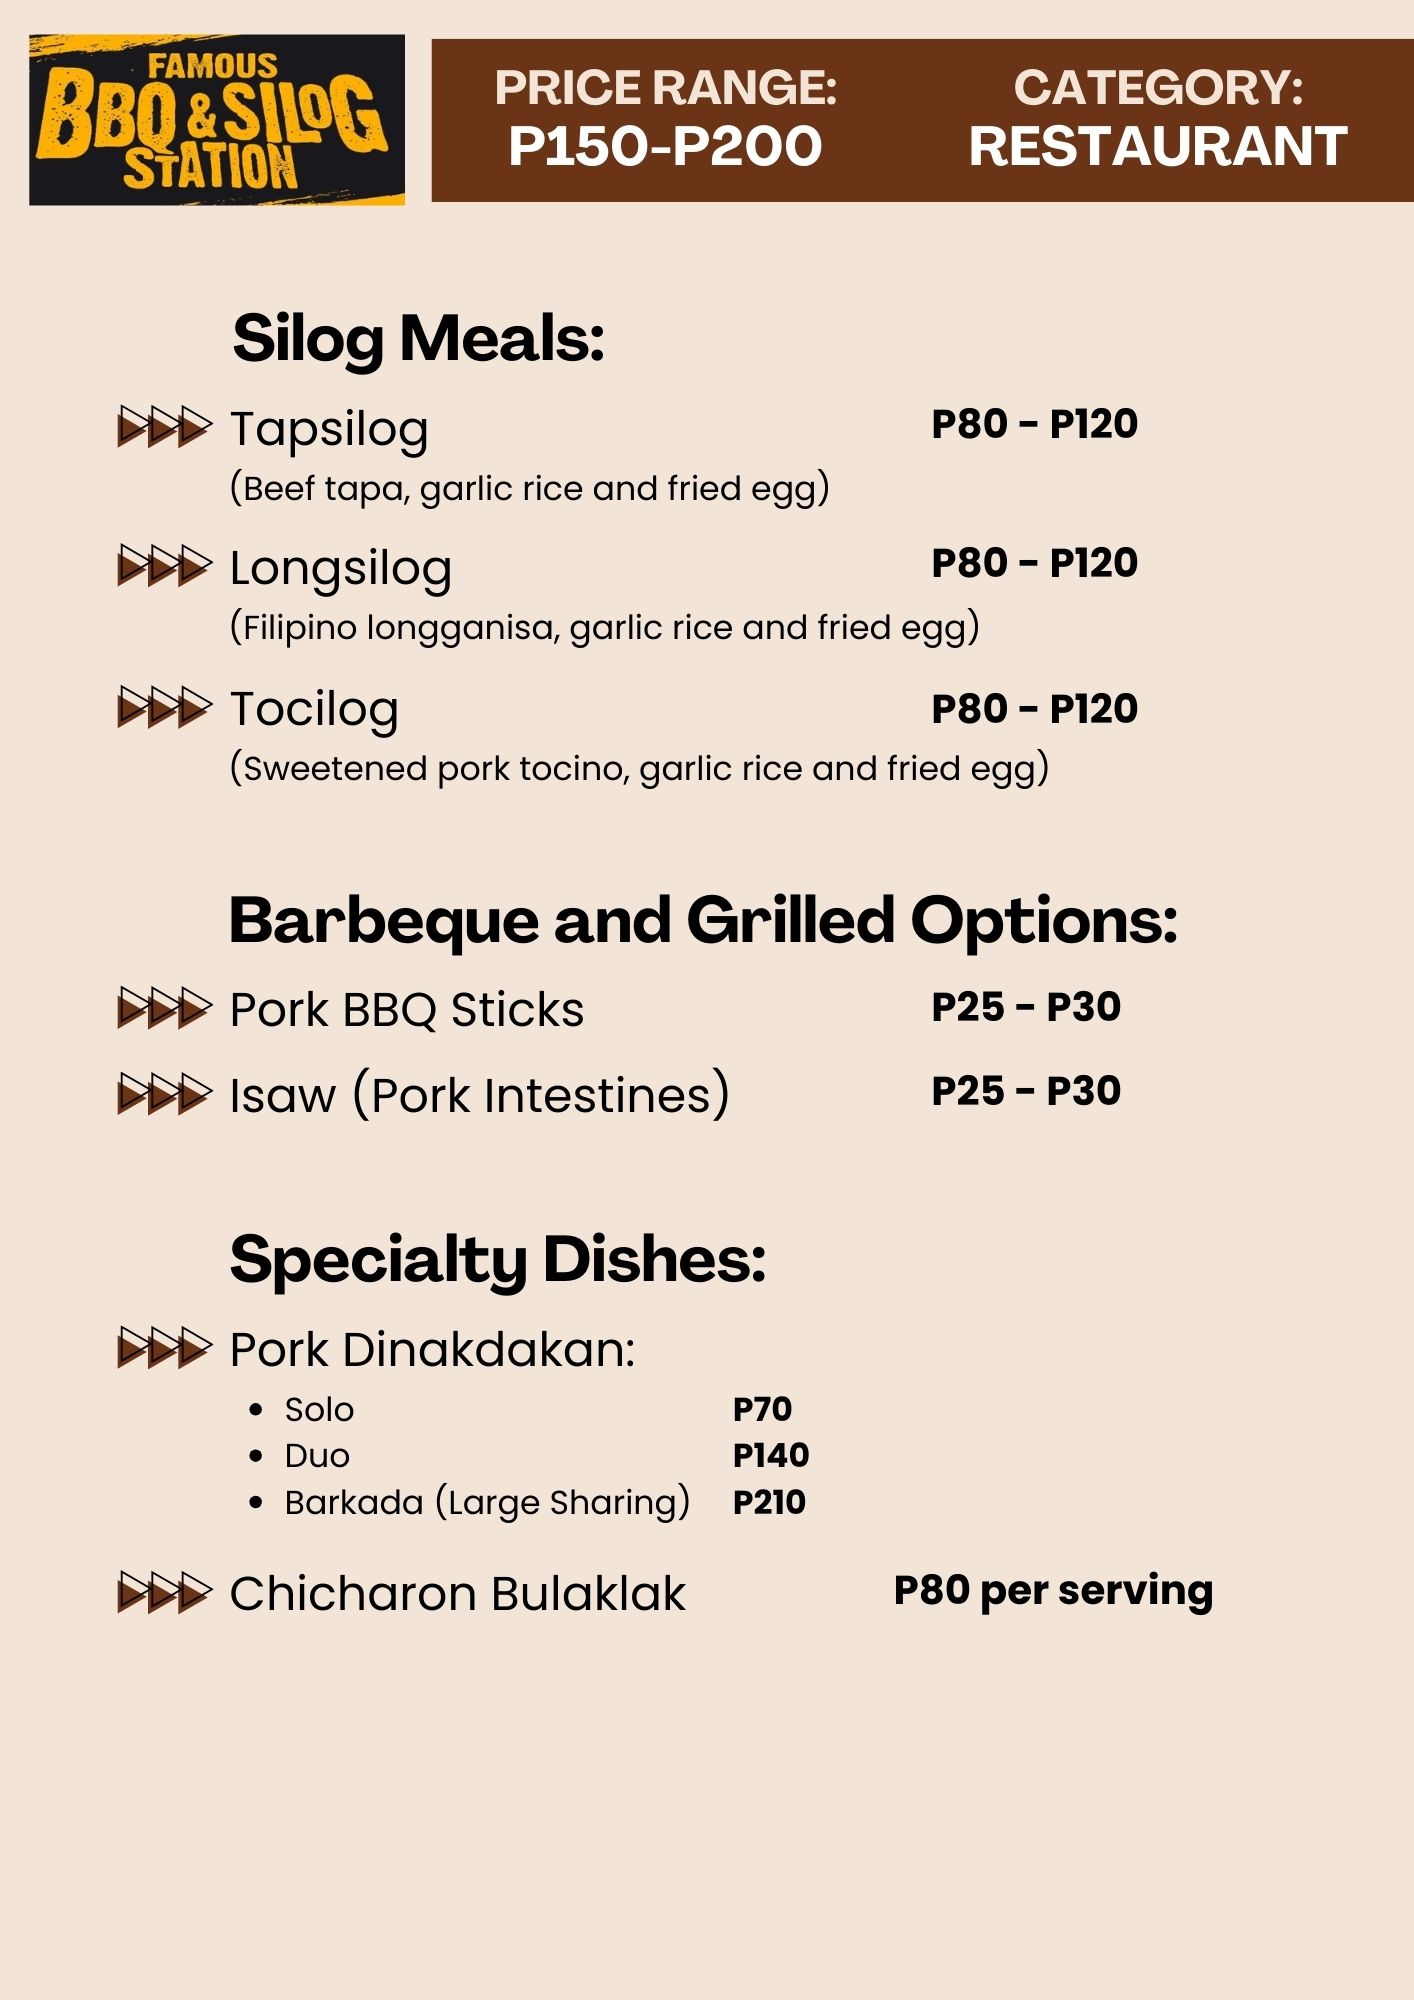 FAMOUS
BBQ & SILOG
STATION
PRICE RANGE:
P150-P200
CATEGORY:
RESTAURANT
Silog Meals:
Tapsilog P80 - P120
(Beef tapa, garlic rice and fried egg)
Longsilog P80 - P120
(Filipino longganisa, garlic rice and fried egg)
Tocilog P80 - P120
(Sweetened pork tocino, garlic rice and fried egg)
Barbeque and Grilled Options:
Pork BBQ Sticks P25 - P30
Isaw (Pork Intestines) P25 - P30
Specialty Dishes:
Pork Dinakdakan:
• Solo P70
• Duo P140
• Barkada (Large Sharing) P210
Chicharon Bulaklak P80 per serving